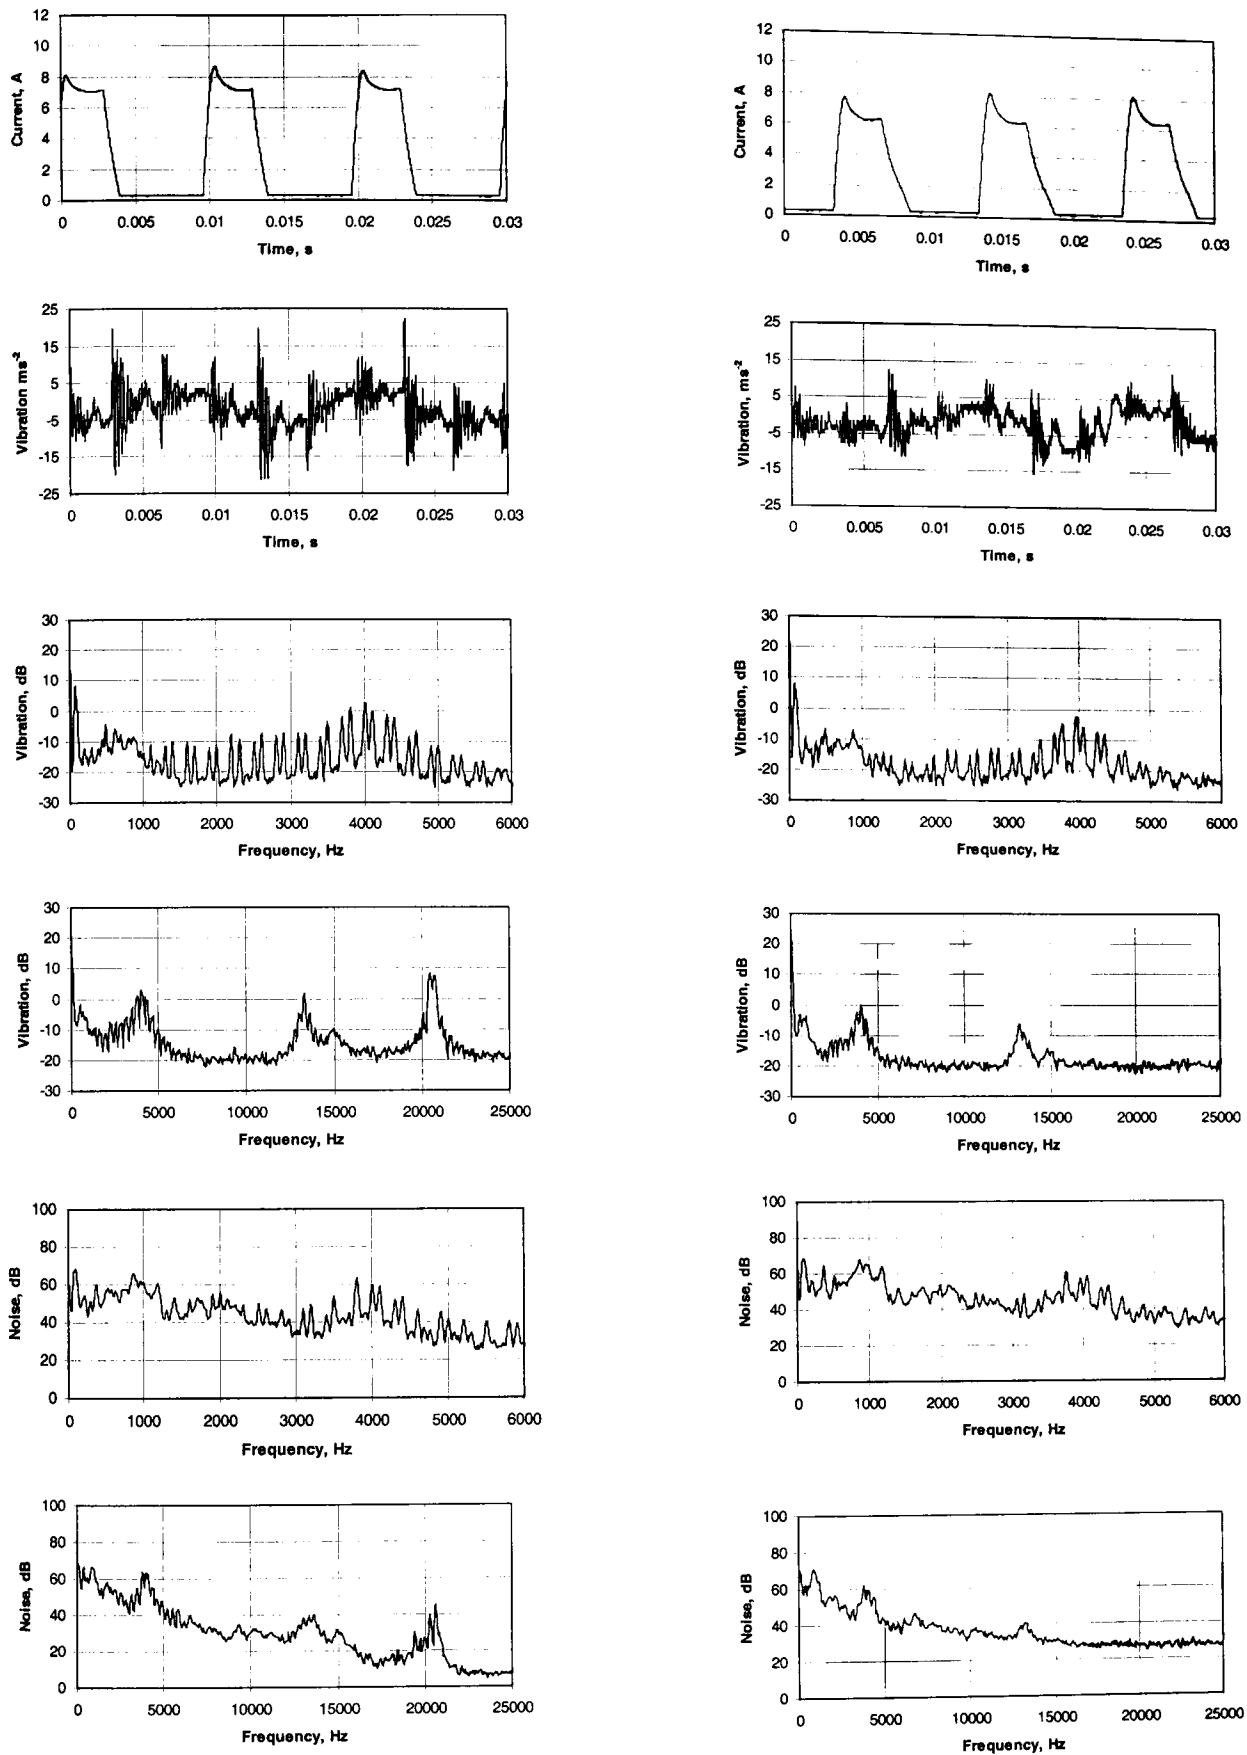 12
10
8
6
4
2
0
Current, A
0 0.005 0.01 0.015 0.02 0.025 0.03
Time, s
12
10
8
6
4
2
0
Current, A
0 0.005 0.01 0.015 0.02 0.025 0.03
Time, s
25
15
5
-5
-15
-25
Vibration ms-2
0 0.005 0.01 0.015 0.02 0.025 0.03
Time, s
25
15
5
-5
-15
-25
Vibration, ms-2
0 0.005 0.01 0.015 0.02 0.025 0.03
Time, s
30
20
10
0
-10
-20
-30
Vibration, dB
0 1000 2000 3000 4000 5000 6000
Frequency, Hz
30
20
10
0
-10
-20
-30
Vibration, dB
0 1000 2000 3000 4000 5000 6000
Frequency, Hz
30
20
10
0
-10
-20
-30
Vibration, dB
0 5000 10000 15000 20000 25000
Frequency, Hz
30
20
10
0
-10
-20
-30
Vibration, dB
0 5000 10000 15000 20000 25000
Frequency, Hz
100
80
60
40
20
0
Noise, dB
0 1000 2000 3000 4000 5000 6000
Frequency, Hz
100
80
60
40
20
0
Noise, dB
0 1000 2000 3000 4000 5000 6000
Frequency, Hz
100
80
60
40
20
0
Noise, dB
0 5000 10000 15000 20000 25000
Frequency, Hz
100
80
60
40
20
0
Noise, dB
0 5000 10000 15000 20000 25000
Frequency, Hz